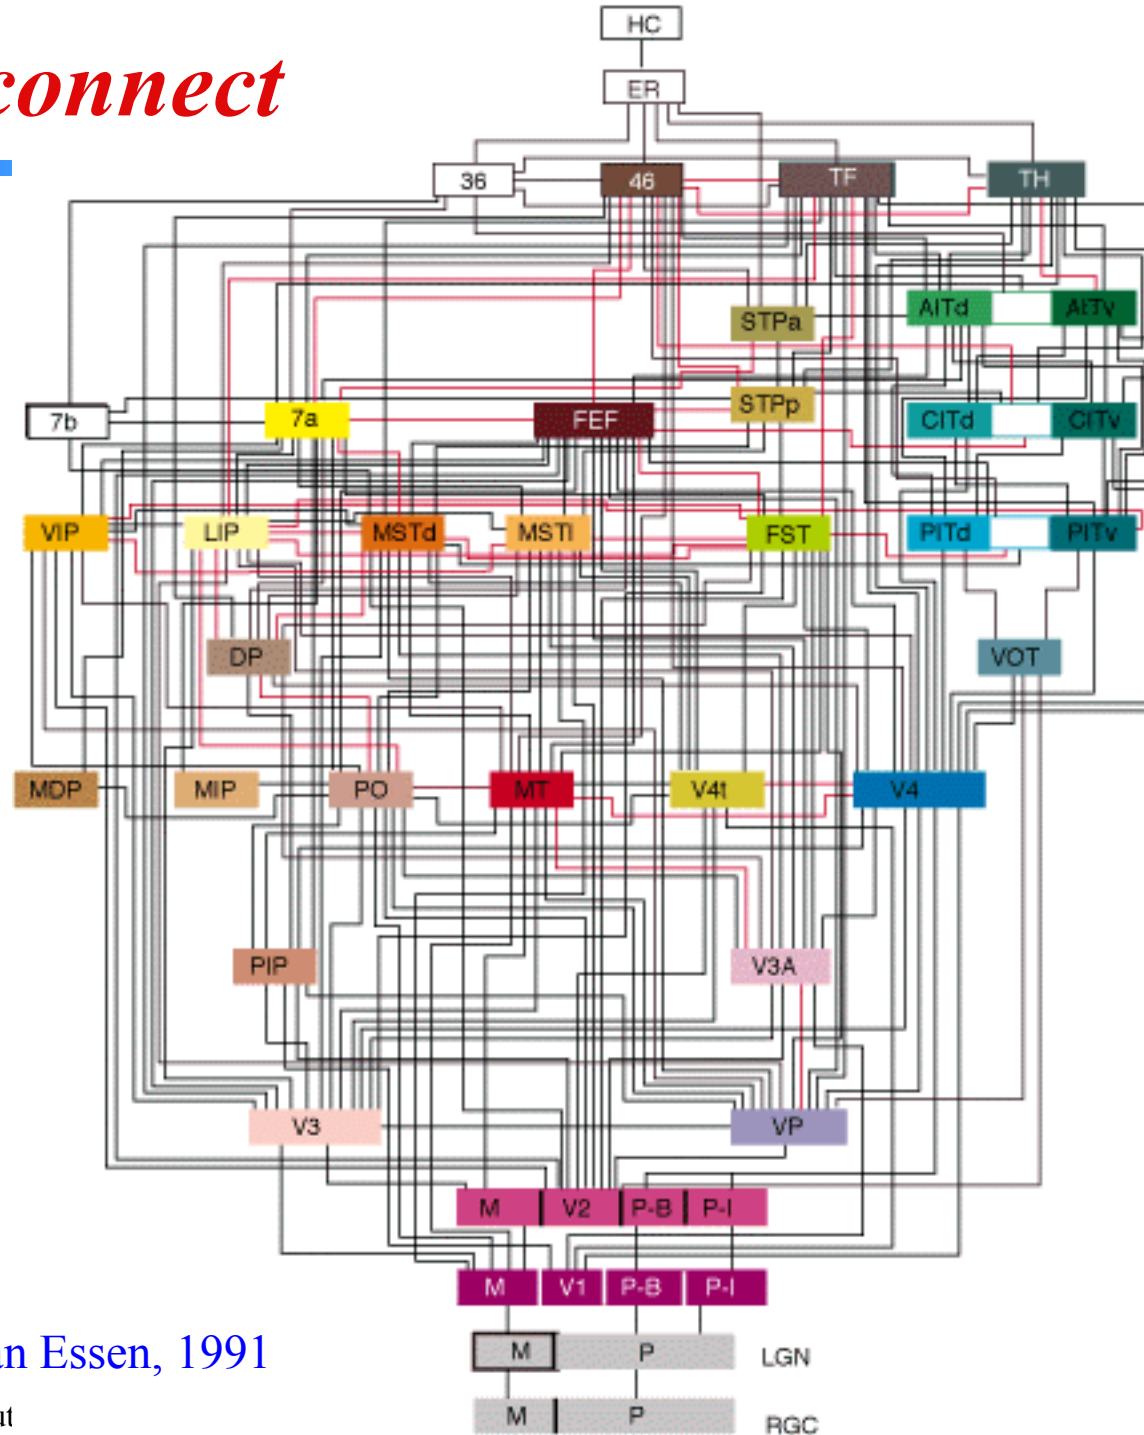 HC
connect
ER
36 46 TF TH
AITd AITv
STPa
STPp
7b 7a FEF CITd CITv
VIP LIP MSTd MSTl FST PITd PITv
DP VOT
MDP MIP PO MT V4t V4
PIP V3A
V3 VP
M V2 P-B P-I
M V1 P-B P-I
an Essen, 1991
M P LGN
ut
M P RGC